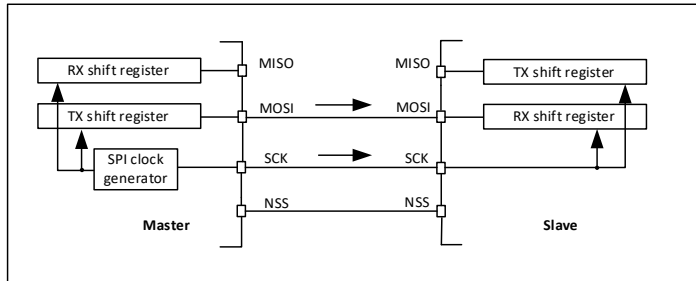 RX shift register
MISO
MISO
TX shift register
TX shift register
MOSI
MOSI
RX shift register
SPI clock
generator
SCK
SCK
NSS
NSS
Master
Slave